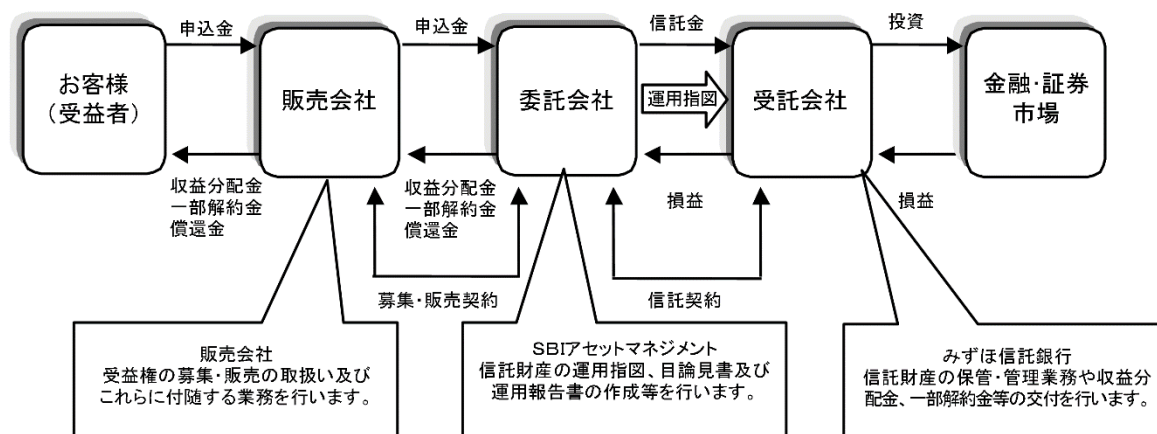 申込金
申込金
信託金
投資
お客様
（受益者）
販売会社
委託会社
運用指図
受託会社
金融・証券
市場
収益分配金
一部解約金
償還金
収益分配金
一部解約金
償還金
損益
損益
募集・販売契約
信託契約
販売会社
受益権の募集・販売の取扱い及び
これらに付随する業務を行います。
SBIアセットマネジメント
信託財産の運用指図、目論見書及び
運用報告書の作成等を行います。
みずほ信託銀行
信託財産の保管・管理業務や収益分
配金、一部解約金等の交付を行います。